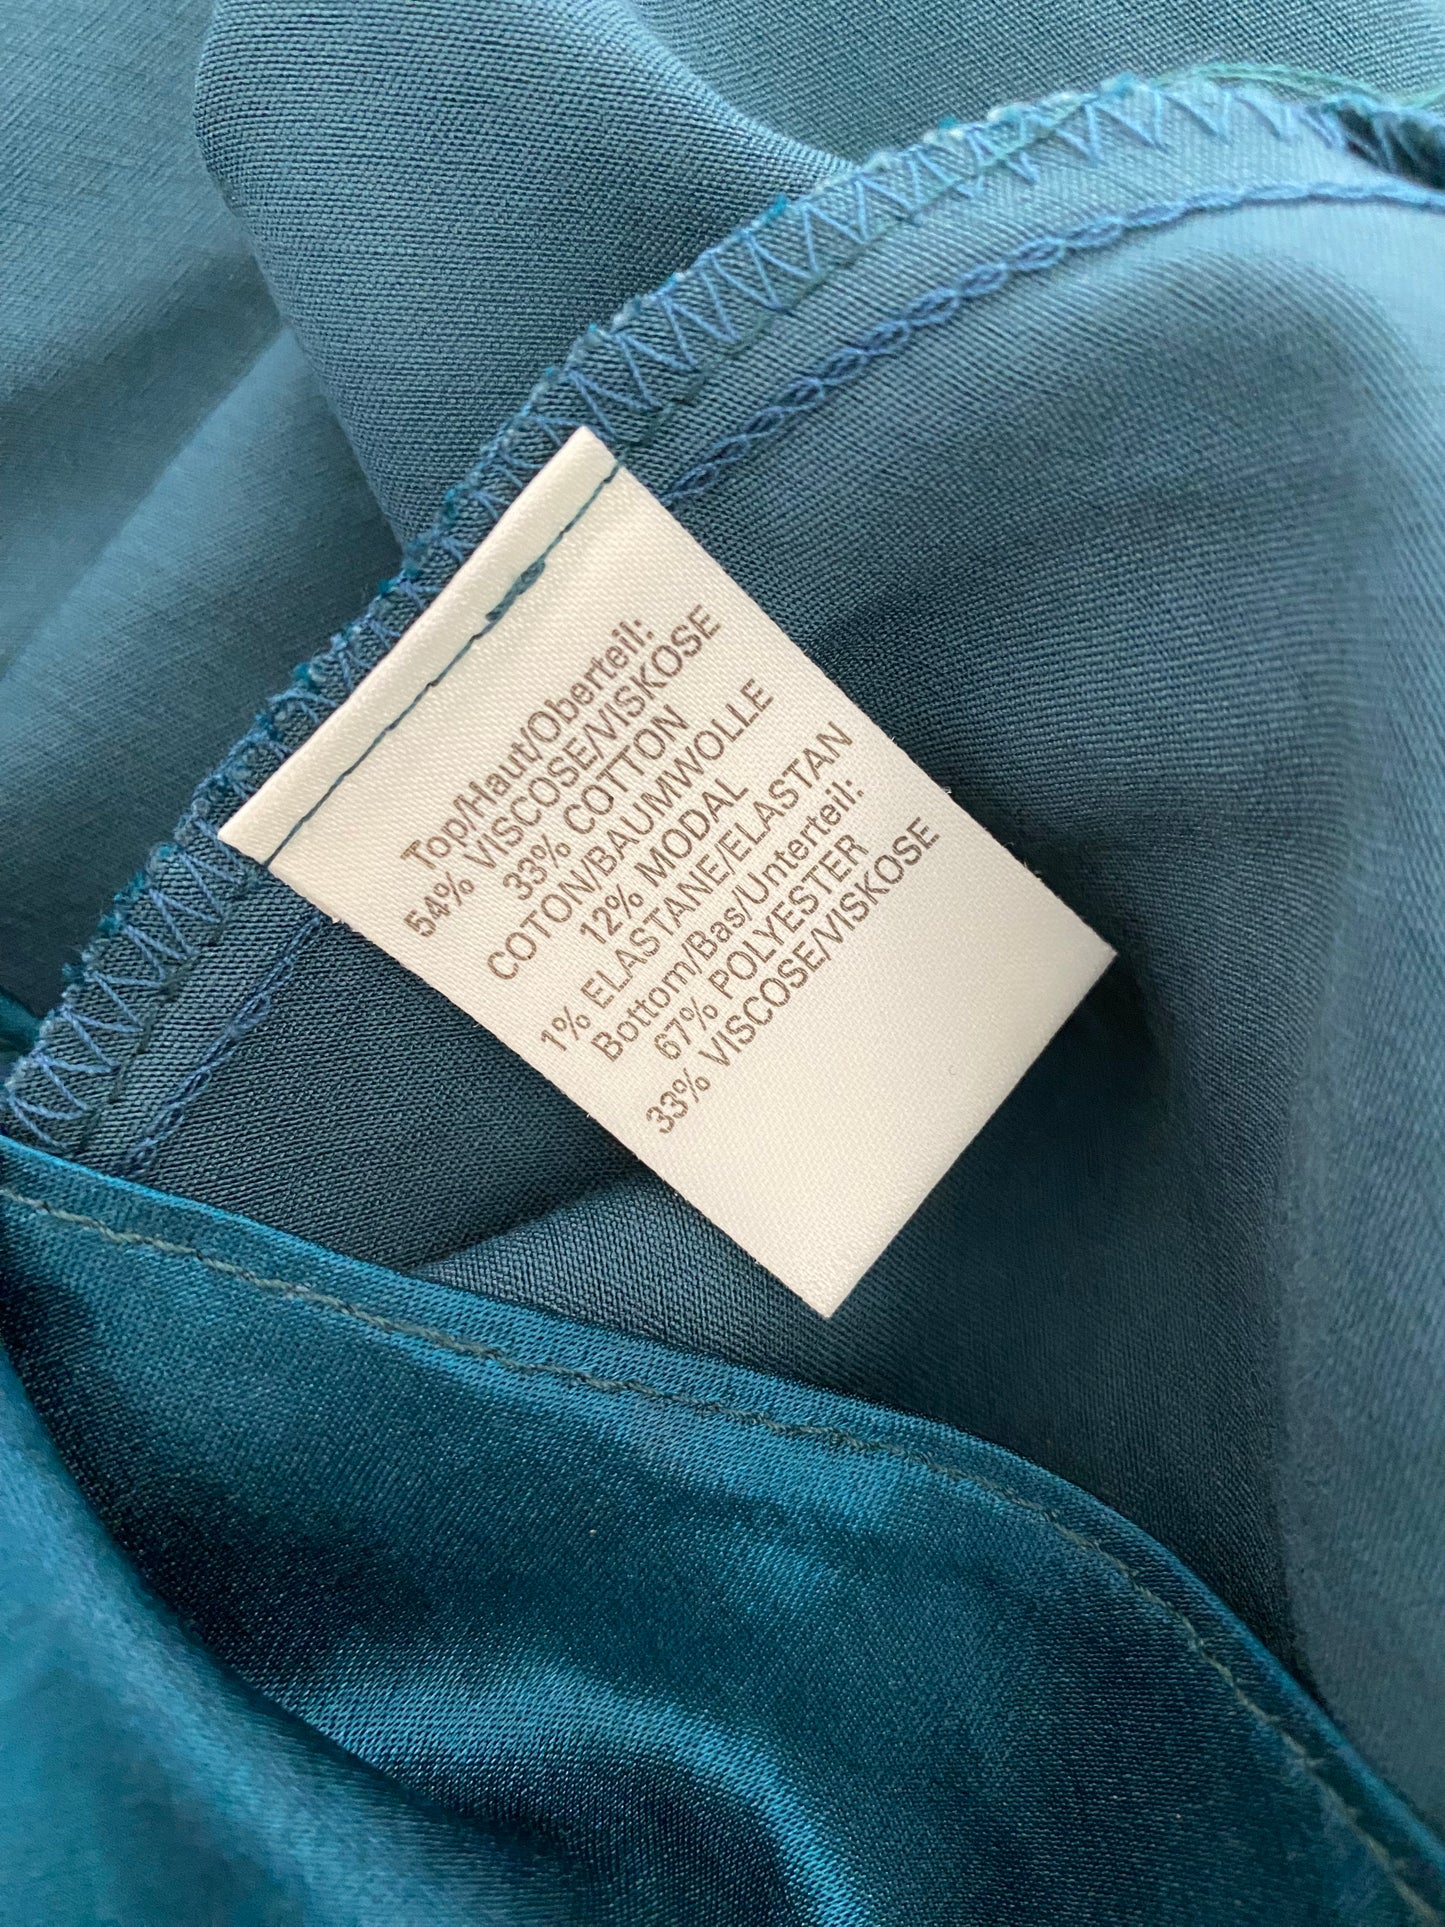 Top/Haut/Oberteil:
54% VISCOSE/VISKOSE
33% COTTON
COTON/BAUMWOLLE
12% MODAL
1% ELASTANE/ELASTAN
Bottom/Bas/Unterteil:
67% POLYESTER
33% VISCOSE/VISKOSE